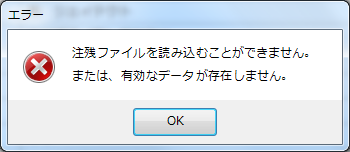 エラー
注残ファイルを読み込むことができません。
または、有効なデータが存在しません。
OK